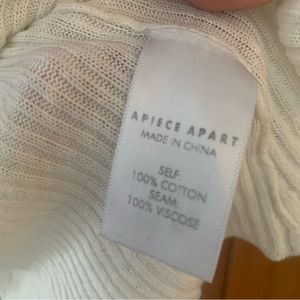 APIECE APART
MADE IN CHINA
SELF:
100% COTTON
SEAM:
100% VISCOSE